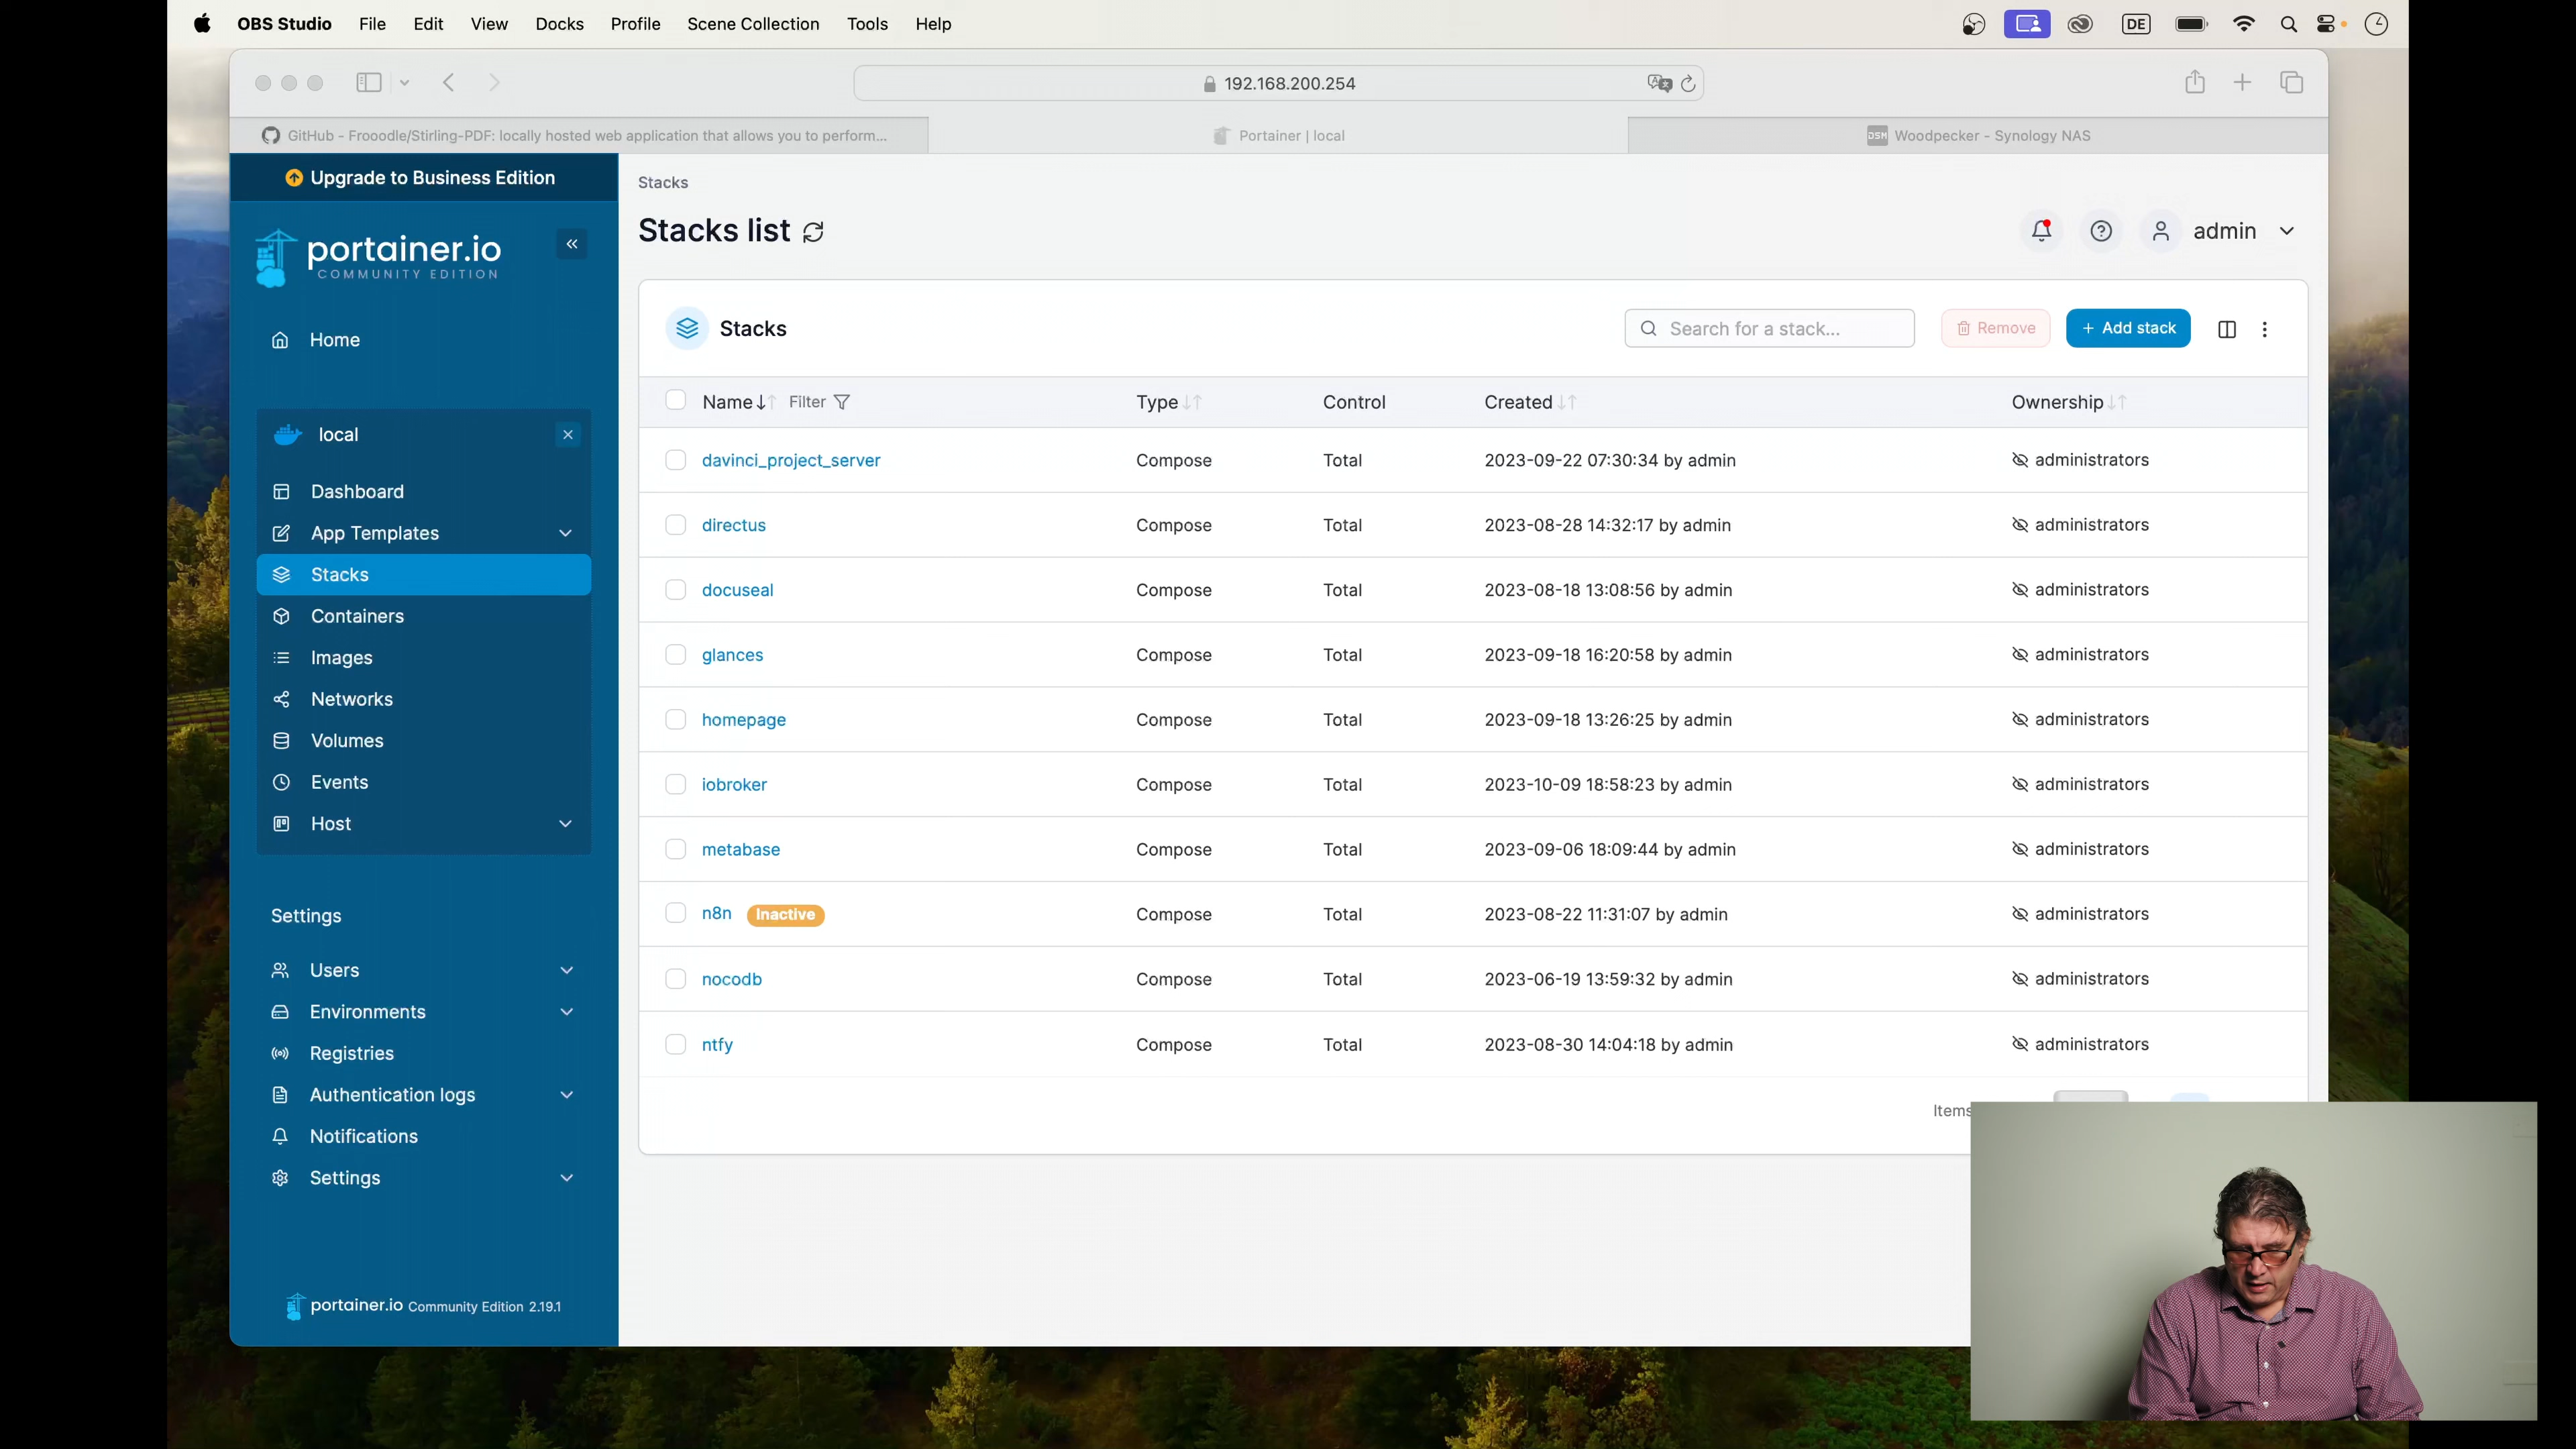 OBS Studio File Edit View Docks Profile Scene Collection Tools Help DE
192.168.200.254
GitHub - Frooodle/Stirling-PDF: locally hosted web application that allows you to perform...
Portainer | local
DSM Woodpecker - Synology NAS
Upgrade to Business Edition
portainer.io
COMMUNITY EDITION
Home
local
Dashboard
App Templates
Stacks
Containers
Images
Networks
Volumes
Events
Host
Settings
Users
Environments
Registries
Authentication logs
Notifications
Settings
portainer.io Community Edition 2.19.1
Stacks
Stacks list
admin
Stacks
Search for a stack...
Remove
+ Add stack
Name Filter Type Control Created Ownership
davinci_project_server Compose Total 2023-09-22 07:30:34 by admin administrators
directus Compose Total 2023-08-28 14:32:17 by admin administrators
docuseal Compose Total 2023-08-18 13:08:56 by admin administrators
glances Compose Total 2023-09-18 16:20:58 by admin administrators
homepage Compose Total 2023-09-18 13:26:25 by admin administrators
iobroker Compose Total 2023-10-09 18:58:23 by admin administrators
metabase Compose Total 2023-09-06 18:09:44 by admin administrators
n8n Inactive Compose Total 2023-08-22 11:31:07 by admin administrators
nocodb Compose Total 2023-06-19 13:59:32 by admin administrators
ntfy Compose Total 2023-08-30 14:04:18 by admin administrators
Items